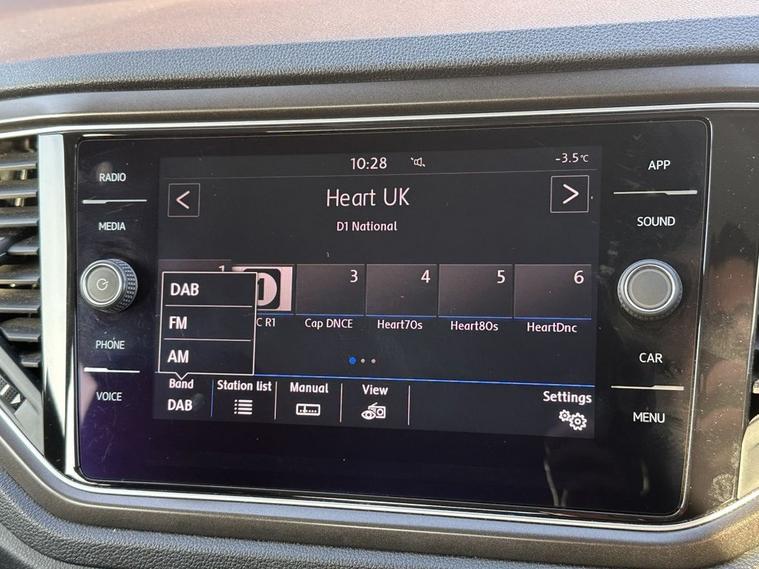 10:28
-3.5°C
RADIO
MEDIA
PHONE
VOICE
<
Heart UK
>
D1 National
1
3
4
5
6
1
C R1
Cap DNCE
Heart70s
Heart80s
HeartDnc
DAB
FM
AM
Band
DAB
Station list
Manual
View
Settings
APP
SOUND
CAR
MENU